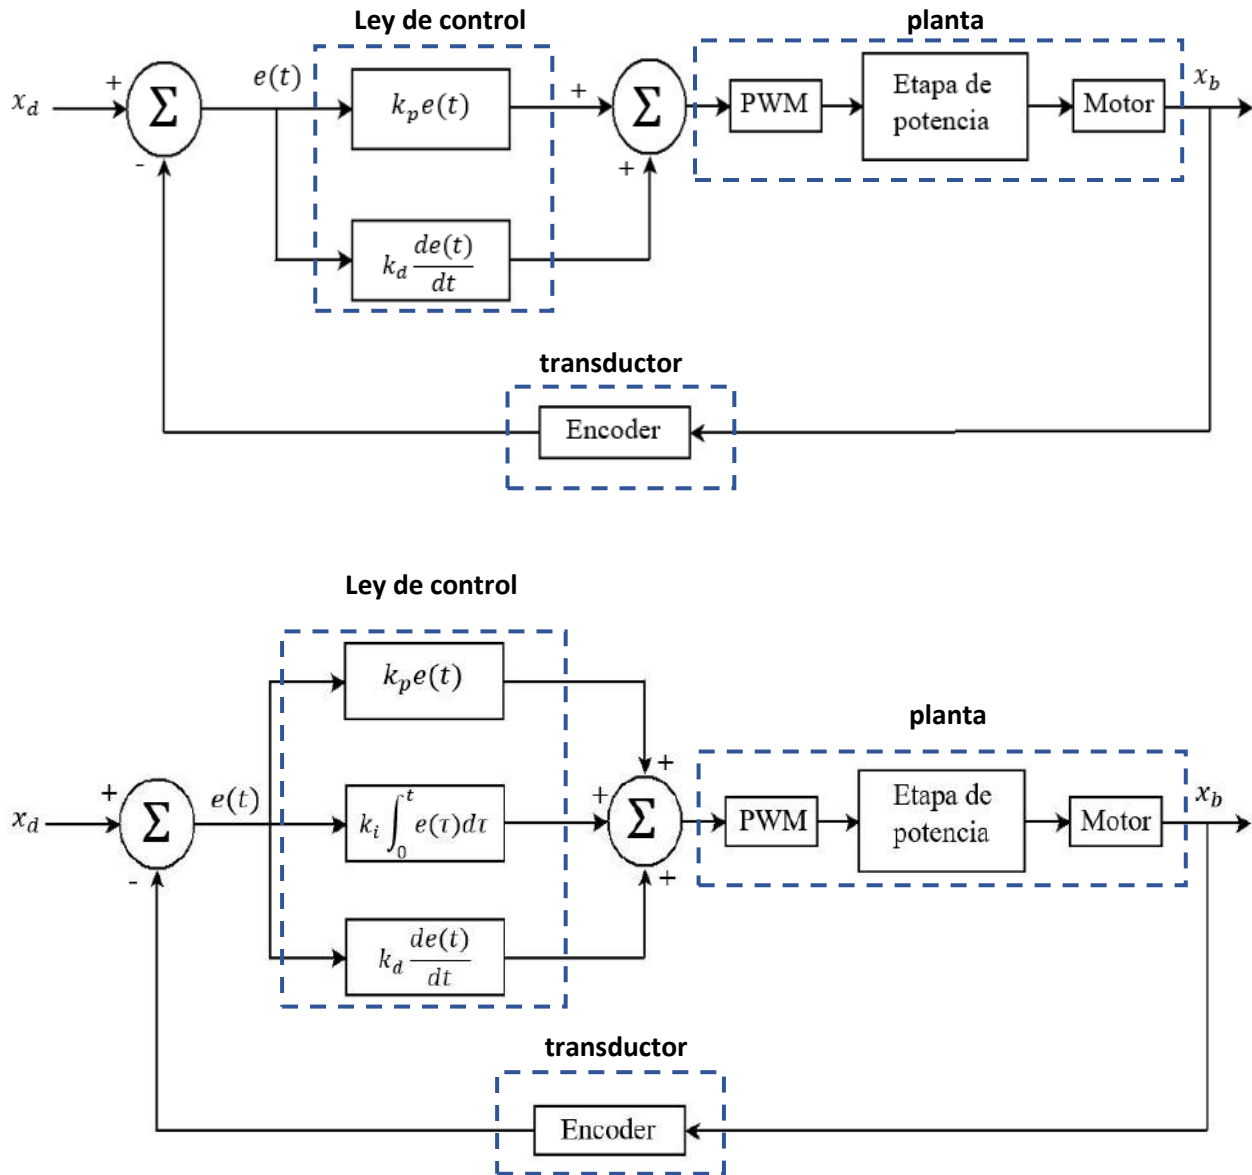 Ley de control
planta
x_d
+
-
Σ
e(t)
k_p e(t)
k_d de(t)/dt
+
+
Σ
PWM
Etapa de
potencia
Motor
x_b
transductor
Encoder
Ley de control
planta
x_d
+
-
Σ
e(t)
k_p e(t)
k_i ∫_0^t e(τ)dτ
k_d de(t)/dt
+
+
+
Σ
PWM
Etapa de
potencia
Motor
x_b
transductor
Encoder